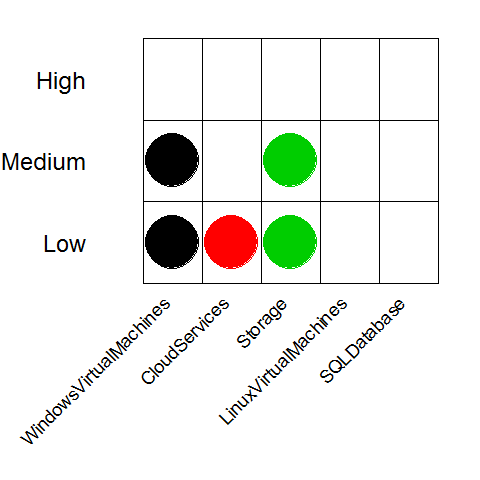 High
Medium
Low
WindowsVirtualMachines
CloudServices
Storage
LinuxVirtualMachines
SQLDatabase